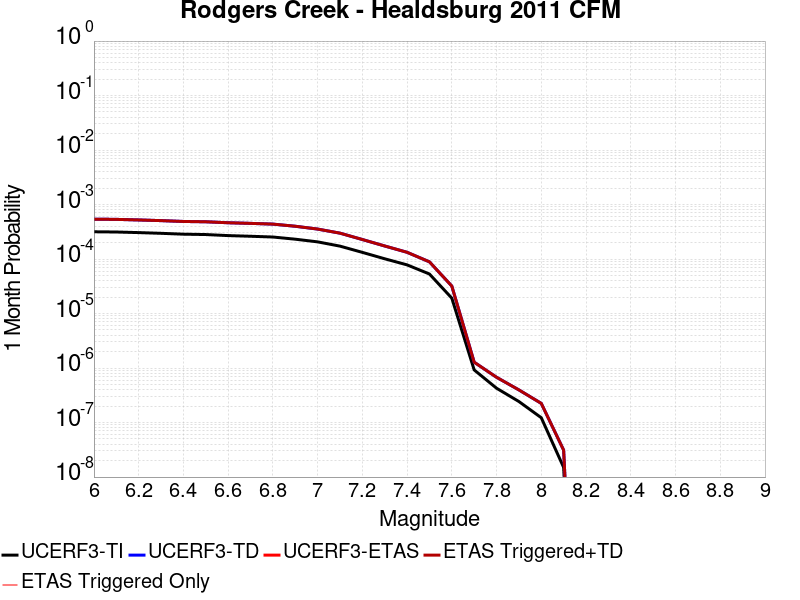 Rodgers Creek - Healdsburg 2011 CFM
10^0
10^-1
10^-2
10^-3
10^-4
10^-5
10^-6
10^-7
10^-8
1 Month Probability
6 6.2 6.4 6.6 6.8 7 7.2 7.4 7.6 7.8 8 8.2 8.4 8.6 8.8 9
Magnitude
UCERF3-TI UCERF3-TD UCERF3-ETAS ETAS Triggered+TD
ETAS Triggered Only